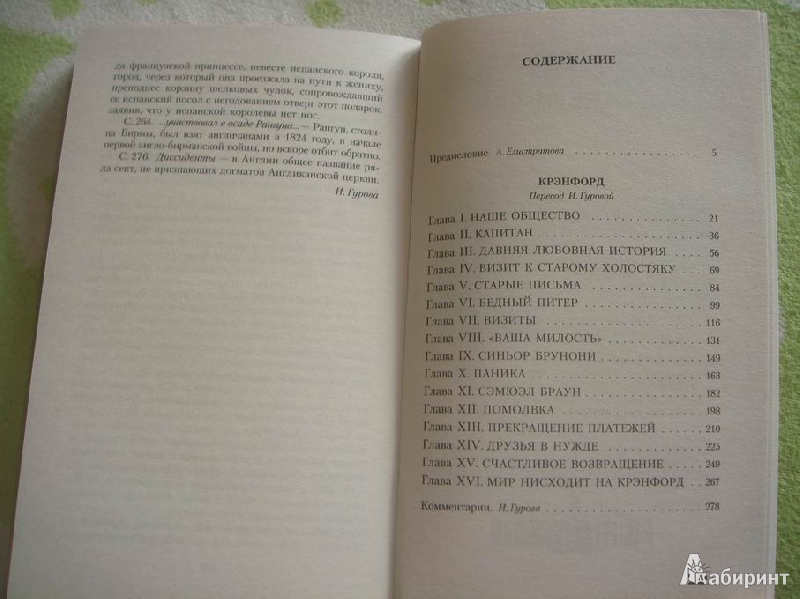 да французской принцессе, невесте испанского короля,
город, через который она проезжала на пути к жениху,
преподнес корзину шелковых чулок, сопровождавший
ее испанский посол с негодованием отверг этот подарок,
заявив, что у испанской королевы нет ног.
С. 264. ...участвовал в осаде Рангуна...— Рангун, столи-
ца Бирмы, был взят англичанами в 1824 году, в начале
первой англо-бирманской войны, но вскоре отбит обратно.
С. 276. Диссиденты — в Англии общее название ря-
да сект, не признающих догматов Англиканской церкви.
И. Гурова
СОДЕРЖАНИЕ
Предисловие. А. Елистратова . . . 5
КРЭНФОРД
Перевод И. Гуровой
Глава I. НАШЕ ОБЩЕСТВО . . . 21
Глава II. КАПИТАН . . . 36
Глава III. ДАВНЯЯ ЛЮБОВНАЯ ИСТОРИЯ . . . 56
Глава IV. ВИЗИТ К СТАРОМУ ХОЛОСТЯКУ . . . 69
Глава V. СТАРЫЕ ПИСЬМА . . . 84
Глава VI. БЕДНЫЙ ПИТЕР . . . 99
Глава VII. ВИЗИТЫ . . . 116
Глава VIII. «ВАША МИЛОСТЬ» . . . 131
Глава IX. СИНЬОР БРУНОНИ . . . 149
Глава X. ПАНИКА . . . 163
Глава XI. СЭМЮЭЛ БРАУН . . . 182
Глава XII. ПОМОЛВКА . . . 198
Глава XIII. ПРЕКРАЩЕНИЕ ПЛАТЕЖЕЙ . . . 210
Глава XIV. ДРУЗЬЯ В НУЖДЕ . . . 225
Глава XV. СЧАСТЛИВОЕ ВОЗВРАЩЕНИЕ . . . 249
Глава XVI. МИР НИСХОДИТ НА КРЭНФОРД . . . 267
Комментарии. И. Гурова . . . 278
Лабиринт